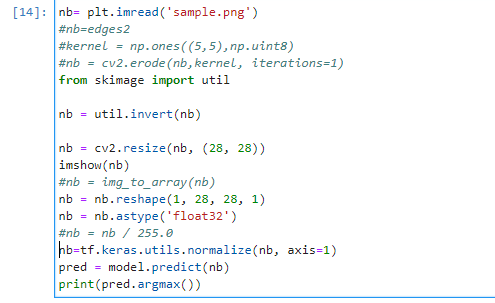 [14]: nb= plt.imread('sample.png')
#nb=edges2
#kernel = np.ones((5,5),np.uint8)
#nb = cv2.erode(nb,kernel, iterations=1)
from skimage import util
nb = util.invert(nb)
nb = cv2.resize(nb, (28, 28))
imshow(nb)
#nb = img_to_array(nb)
nb = nb.reshape(1, 28, 28, 1)
nb = nb.astype('float32')
#nb = nb / 255.0
nb=tf.keras.utils.normalize(nb, axis=1)
pred = model.predict(nb)
print(pred.argmax())